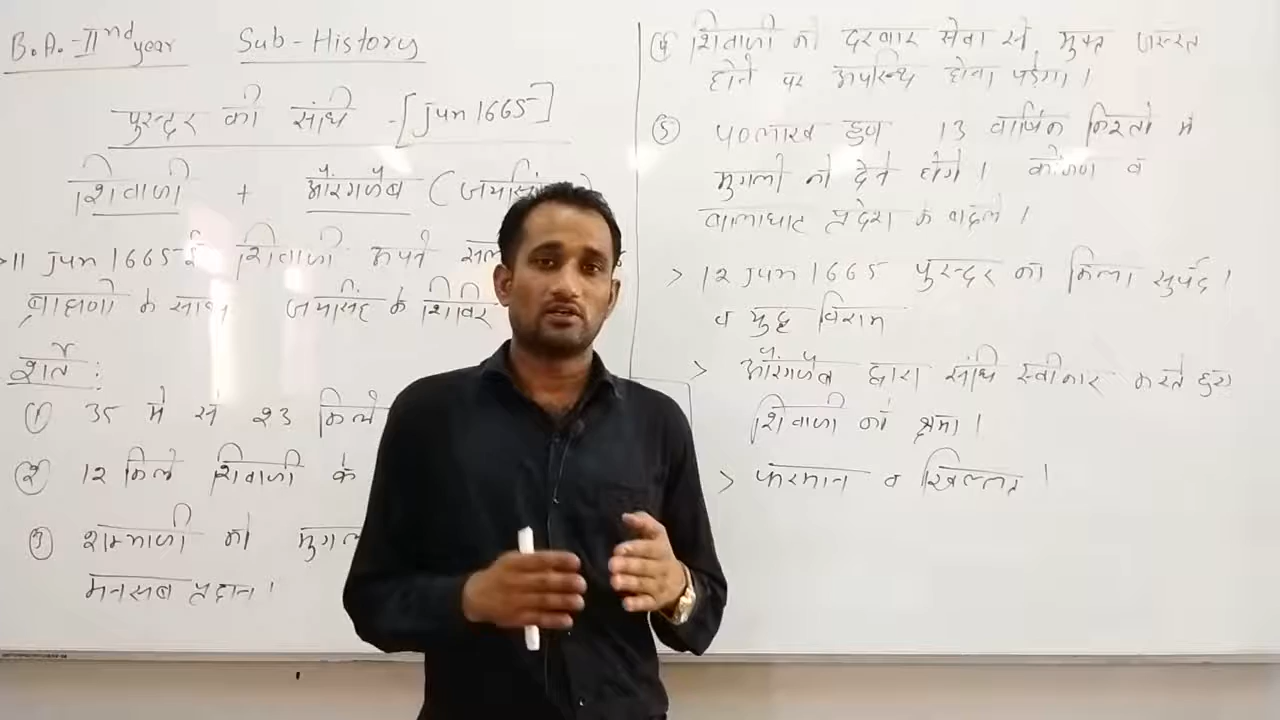 B.A.-IInd year Sub-History
पुरन्दर की संधि -[Jun 1665]
शिवाजी + औरंगजेब (जयसिंह)
>11 Jun 1665 ई शिवाजी अपने
ब्राह्मणो के साथ जयसिंह के शिविर
शर्ते :
① 35 मे से 23 किले
② 12 किले शिवाजी के
③ शम्भाजी को मुगल
मनसब प्रदान।
④ शिवाजी को दरबार सेवा से मुक्त जरूरत
होने पर उपस्थि होना पड़ेगा।
⑤ 40 लाख हुण 13 वार्षिक किश्तो मे
मुगलो को देने होंगे। कोंकण व
बालाघाट प्रदेश के बादले।
> 12 Jun 1665 पुरन्दर का किला सुपर्द।
व युद्ध विराम
> औरंगजेब द्वारा संधि स्वीकार करते हुए
शिवाजी को क्षमा।
> फरमान व खिल्लत।